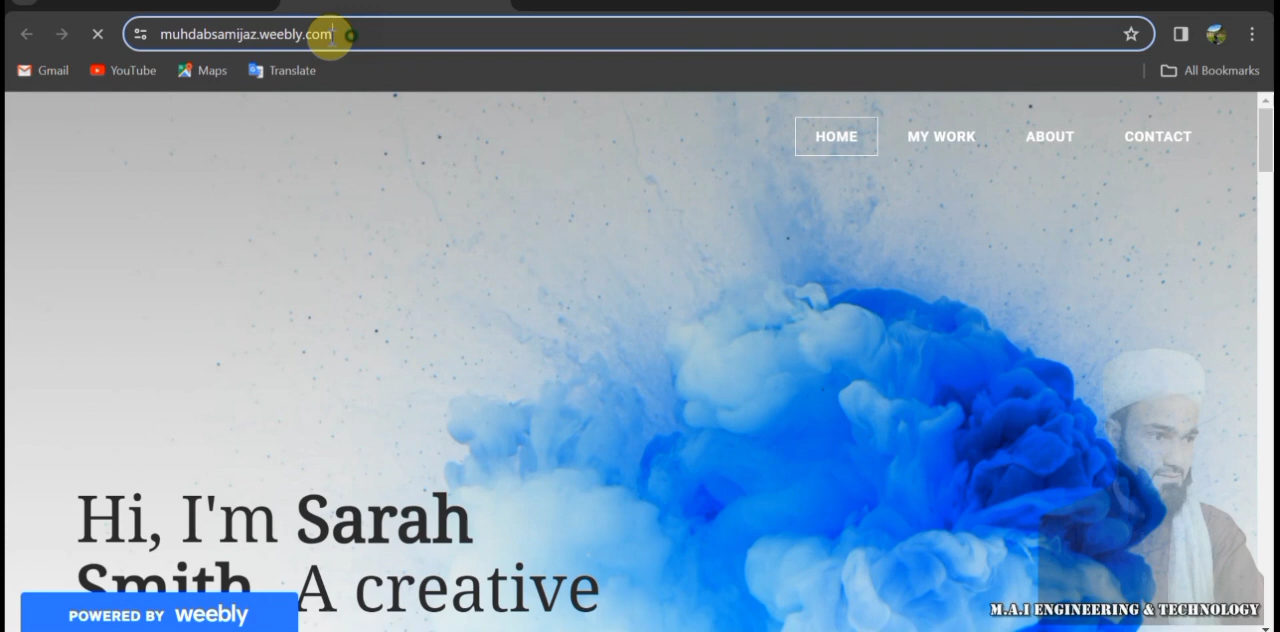 muhdabsamijaz.weebly.com
Gmail YouTube Maps Translate All Bookmarks
HOME MY WORK ABOUT CONTACT
Hi, I'm Sarah
Smith. A creative
POWERED BY weebly
M.A.I ENGINEERING & TECHNOLOGY